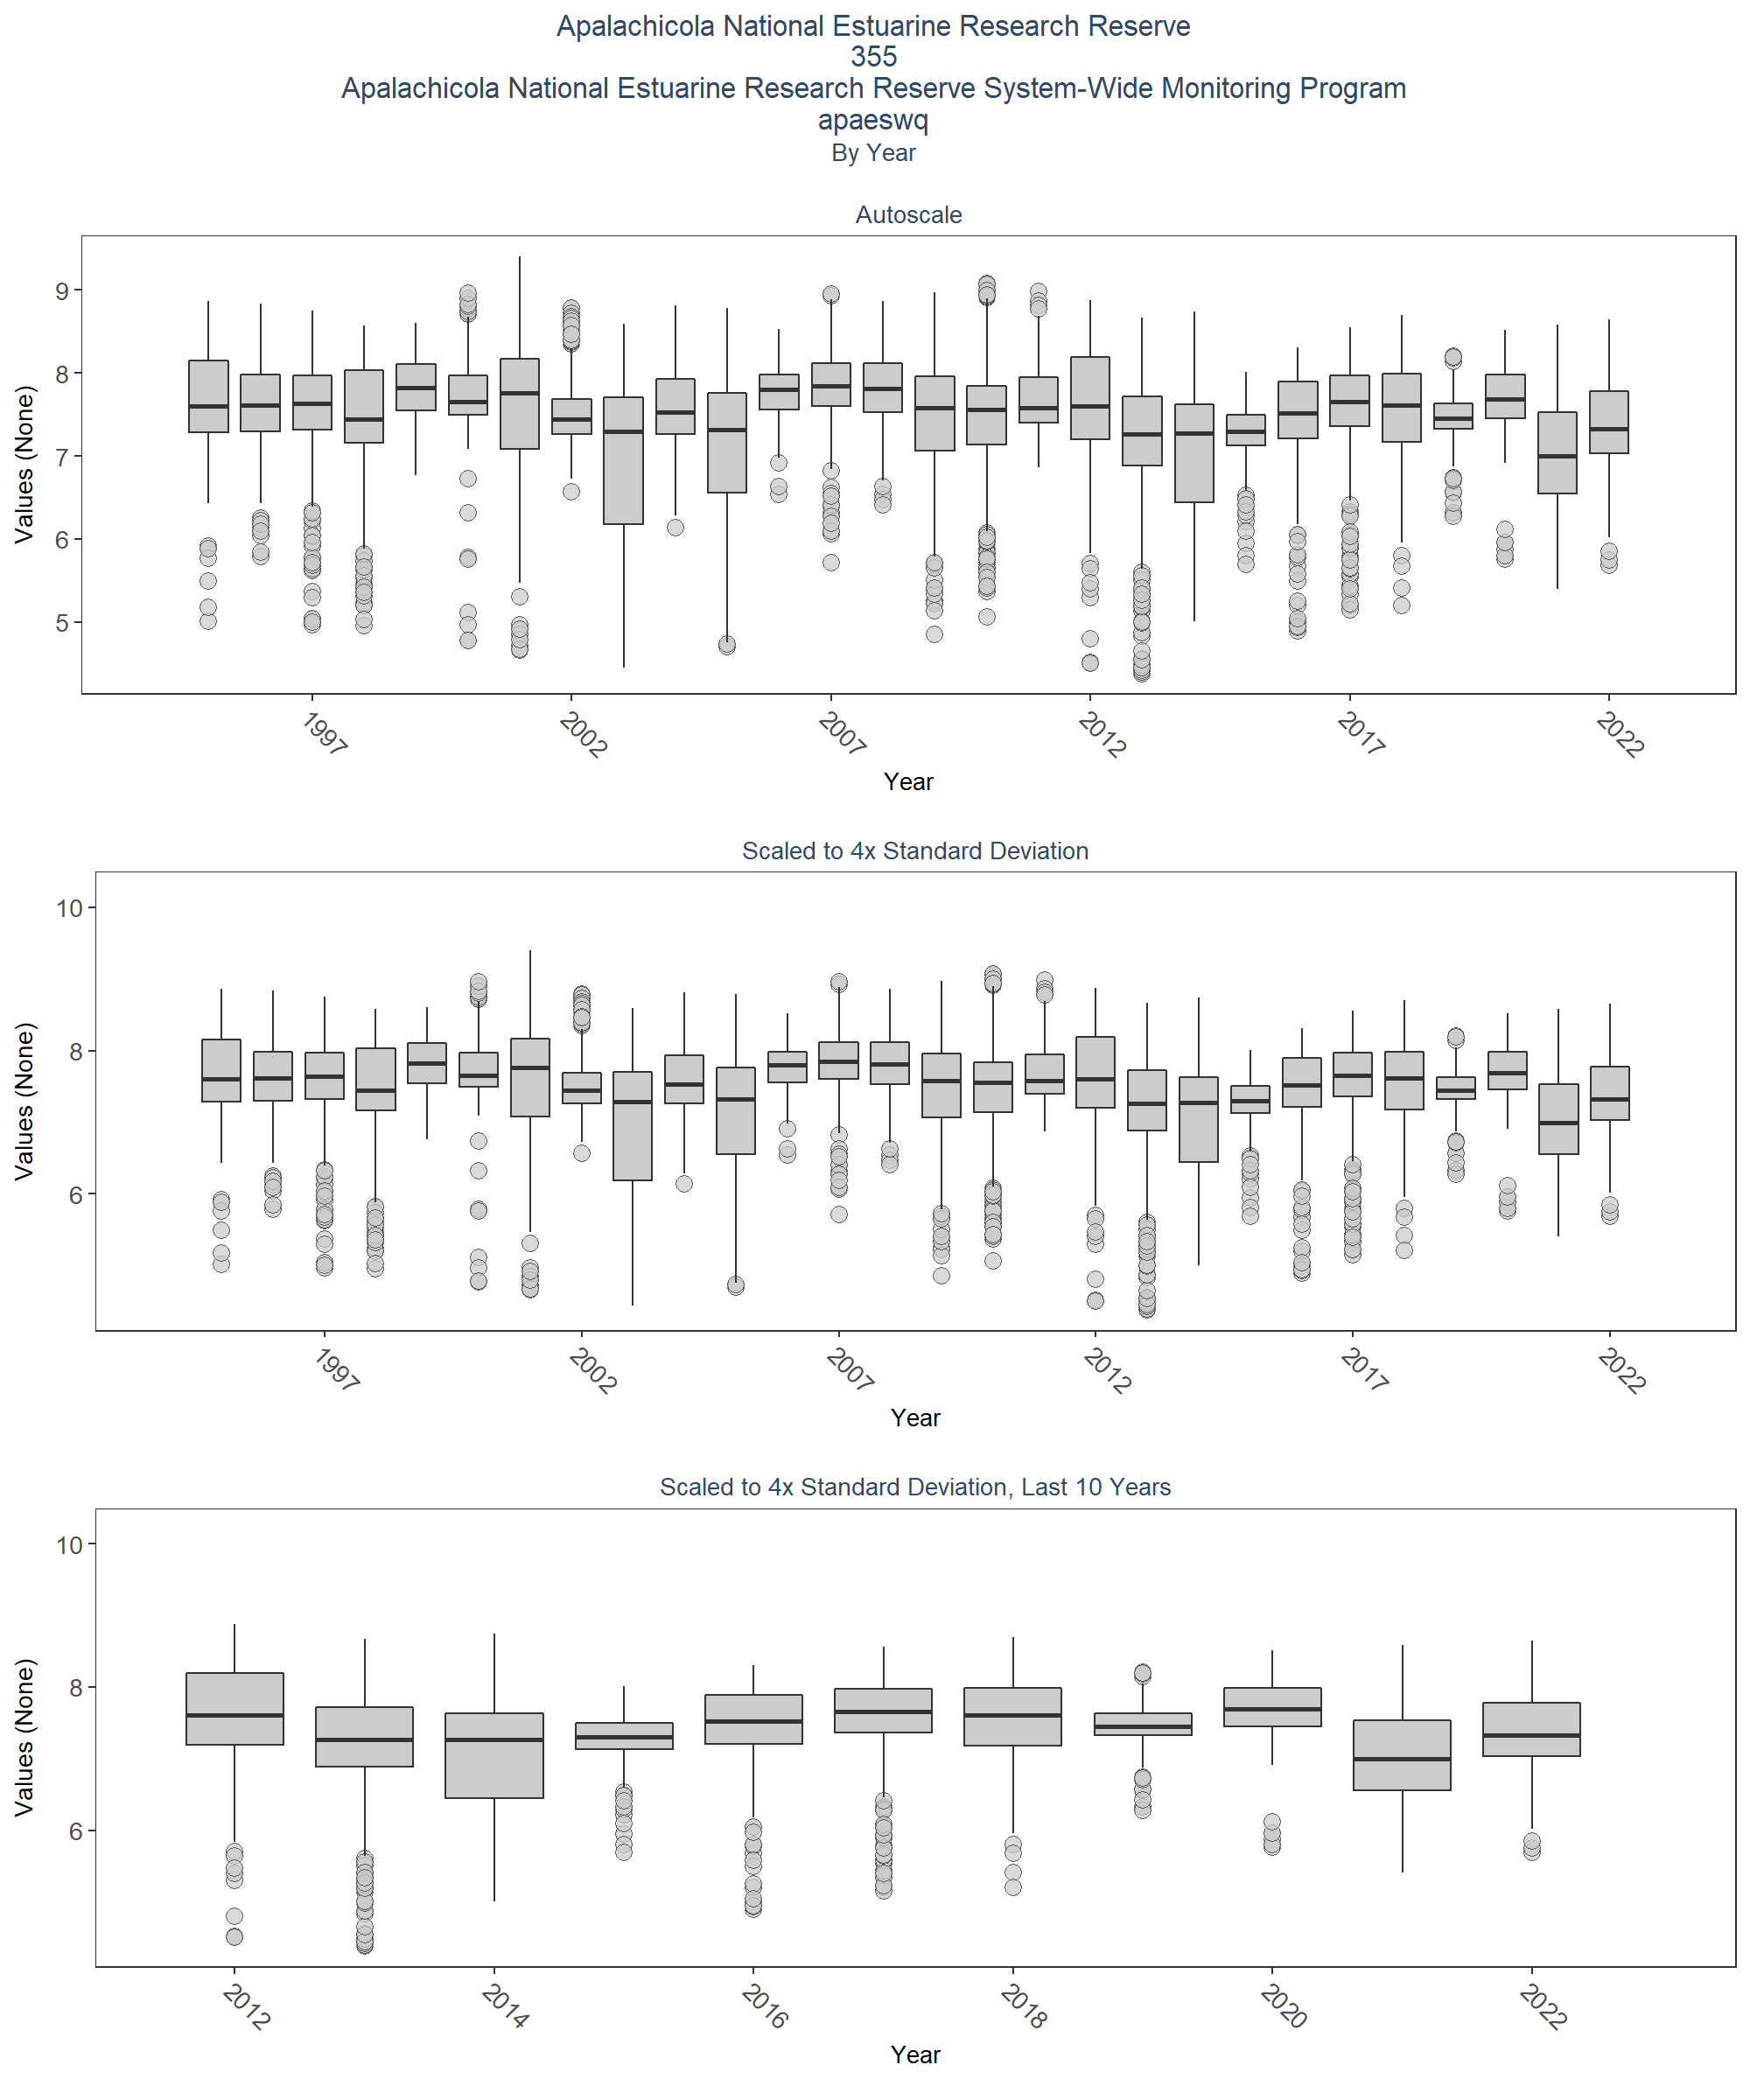 Apalachicola National Estuarine Research Reserve
355
Apalachicola National Estuarine Research Reserve System-Wide Monitoring Program
apaeswq
By Year
Autoscale
Values (None)
9
8
7
6
5
1997 2002 2007 2012 2017 2022
Year
Scaled to 4x Standard Deviation
Values (None)
10
8
6
1997 2002 2007 2012 2017 2022
Year
Scaled to 4x Standard Deviation, Last 10 Years
Values (None)
10
8
6
2012 2014 2016 2018 2020 2022
Year